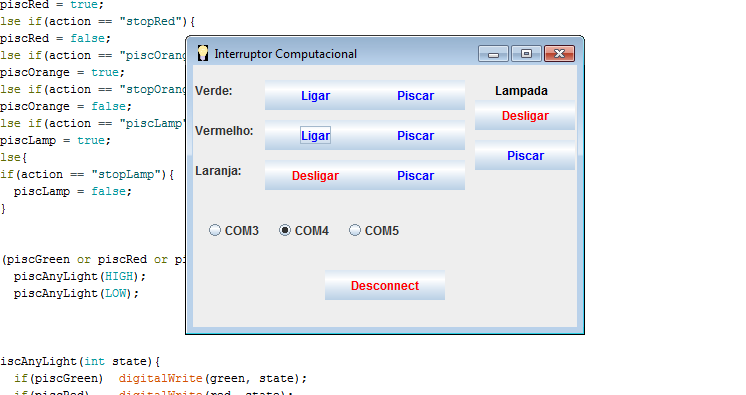 piscRed = true;
lse if(action == "stopRed"){
piscRed = false;
lse if(action == "piscOrang
piscOrange = true;
lse if(action == "stopOrang
piscOrange = false;
lse if(action == "piscLamp"
piscLamp = true;
lse{
if(action == "stopLamp"){
piscLamp = false;
}
(piscGreen or piscRed or pi
piscAnyLight(HIGH);
piscAnyLight(LOW);
iscAnyLight(int state){
if(piscGreen) digitalWrite(green, state);
if(piscRed) digitalWrite(red, state);
Interruptor Computacional
Verde: Ligar Piscar
Vermelho: Ligar Piscar
Laranja: Desligar Piscar
Lampada
Desligar
Piscar
COM3 COM4 COM5
Desconnect